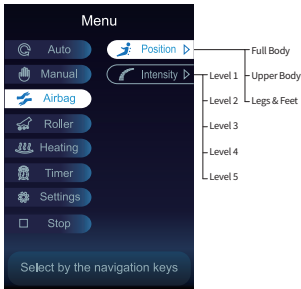 Menu
Auto
Manual
Airbag
Roller
Heating
Timer
Settings
Stop
Position
Intensity
Full Body
Upper Body
Legs & Feet
Level 1
Level 2
Level 3
Level 4
Level 5
Select by the navigation keys